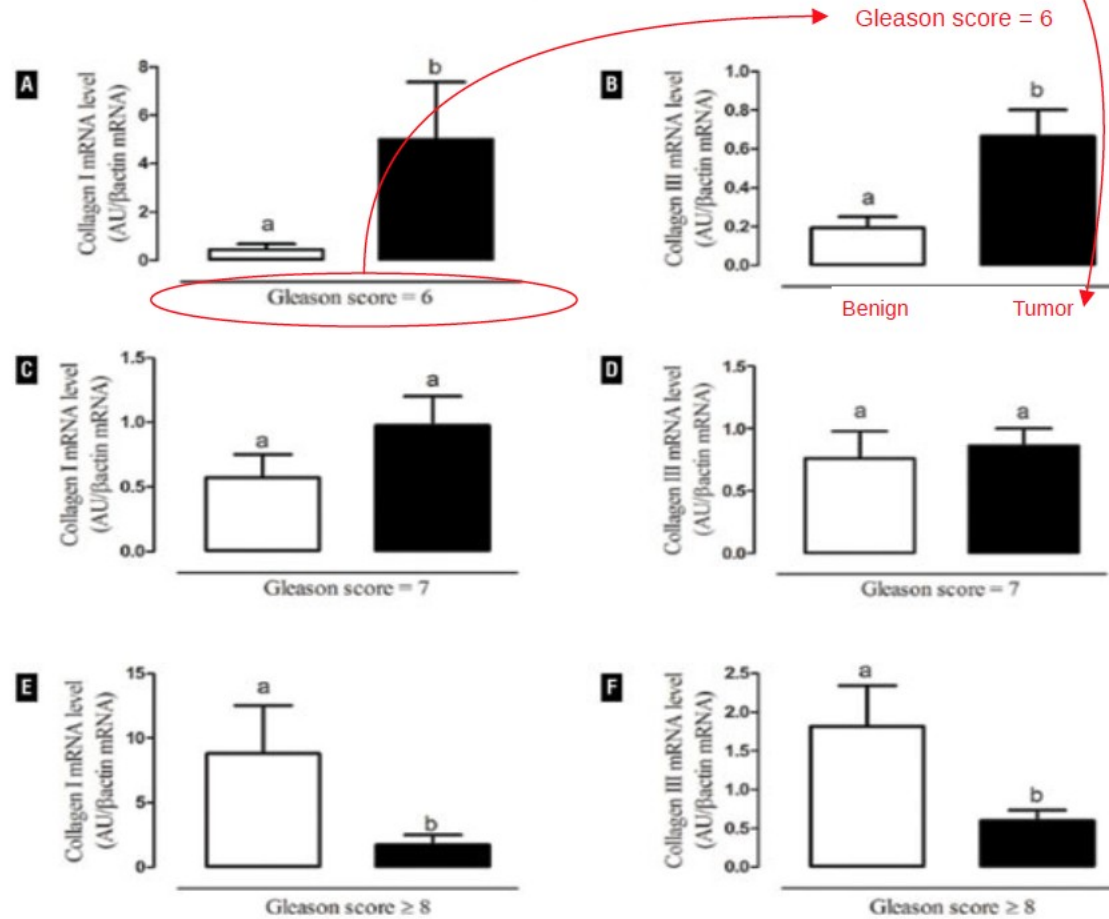 Gleason score = 6
A
Collagen I mRNA level
(AU/βactin mRNA)
8
6
4
2
0
a
b
Gleason score = 6
B
Collagen III mRNA level
(AU/βactin mRNA)
1.0
0.8
0.6
0.4
0.2
0.0
a
b
Benign
Tumor
C
Collagen I mRNA level
(AU/βactin mRNA)
1.5
1.0
0.5
0.0
a
a
Gleason score = 7
D
Collagen III mRNA level
(AU/βactin mRNA)
1.5
1.0
0.5
0.0
a
a
Gleason score = 7
E
Collagen I mRNA level
(AU/βactin mRNA)
15
10
5
0
a
b
Gleason score ≥ 8
F
Collagen III mRNA level
(AU/βactin mRNA)
2.5
2.0
1.5
1.0
0.5
0.0
a
b
Gleason score ≥ 8